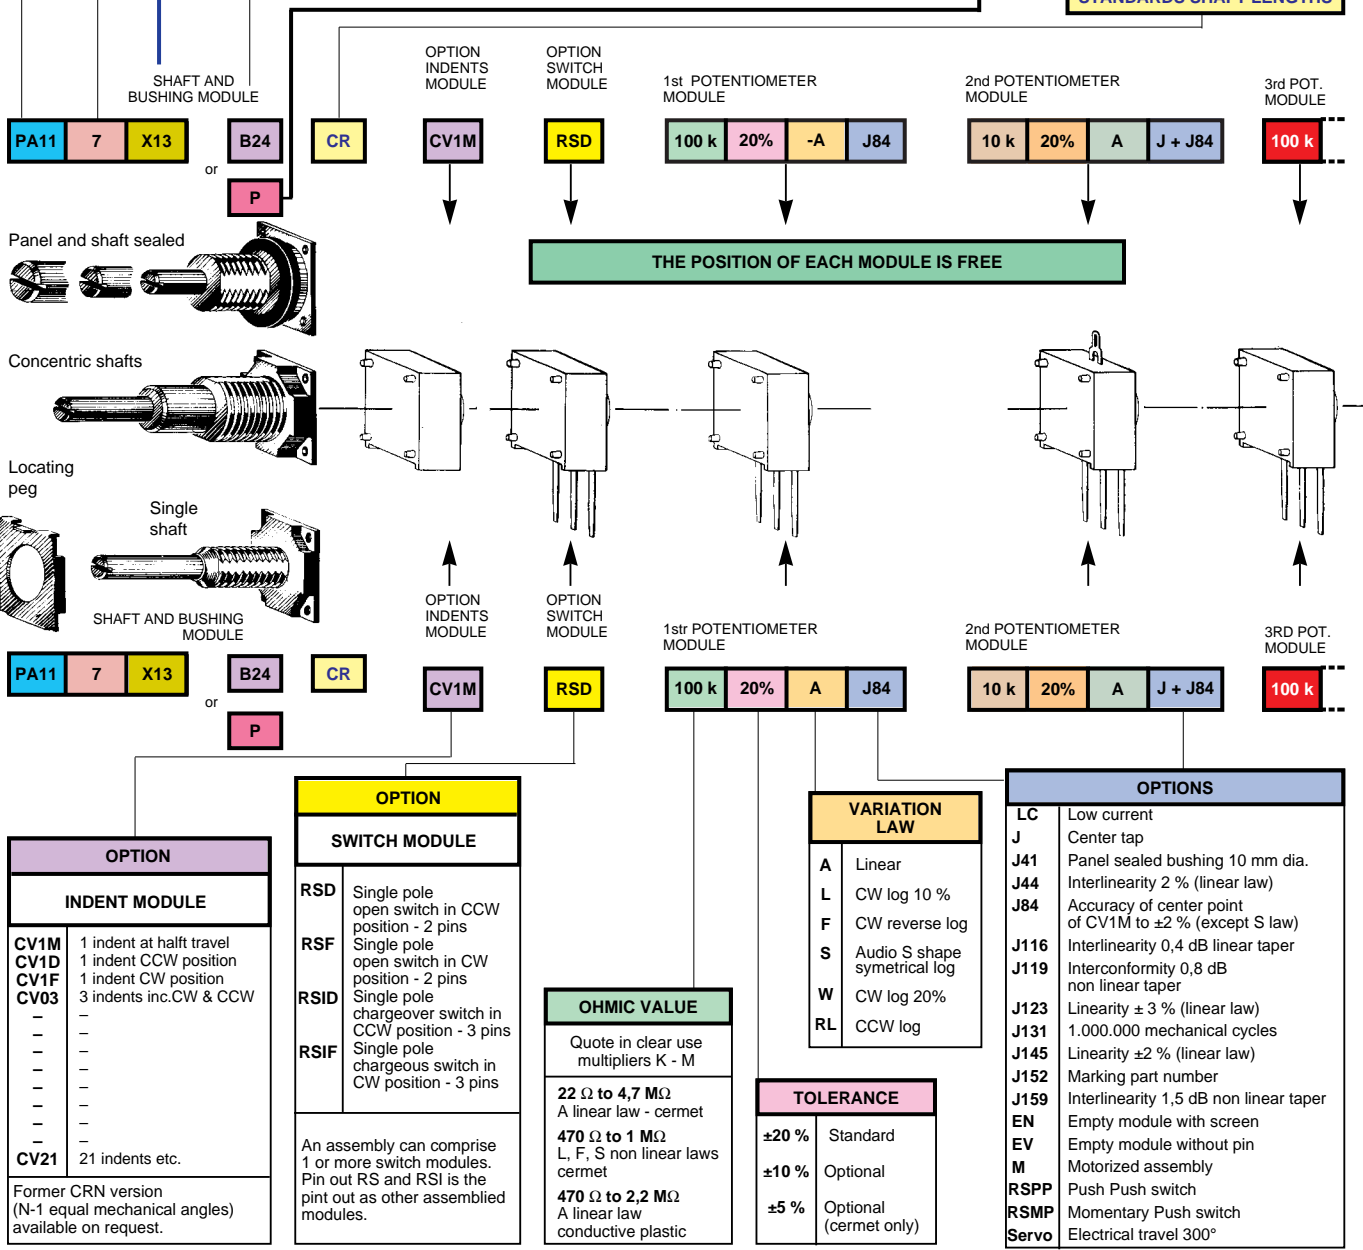 STANDARDS SHAFT LENGTHS
SHAFT AND
BUSHING MODULE
OPTION
INDENTS
MODULE
OPTION
SWITCH
MODULE
1st POTENTIOMETER
MODULE
2nd POTENTIOMETER
MODULE
3rd POT.
MODULE
PA11 7 X13 B24 CR CV1M RSD 100 k 20% -A J84 10 k 20% A J + J84 100 k
or
P
Panel and shaft sealed
THE POSITION OF EACH MODULE IS FREE
Concentric shafts
Locating
peg
Single
shaft
SHAFT AND BUSHING
MODULE
OPTION
INDENTS
MODULE
OPTION
SWITCH
MODULE
1str POTENTIOMETER
MODULE
2nd POTENTIOMETER
MODULE
3RD POT.
MODULE
PA11 7 X13 B24 CR CV1M RSD 100 k 20% A J84 10 k 20% A J + J84 100 k
or
P
OPTION
INDENT MODULE
CV1M 1 indent at halft travel
CV1D 1 indent CCW position
CV1F 1 indent CW position
CV03 3 indents inc.CW & CCW
– –
– –
– –
– –
– –
– –
– –
– –
CV21 21 indents etc.
Former CRN version
(N-1 equal mechanical angles)
available on request.
OPTION
SWITCH MODULE
RSD Single pole
open switch in CCW
position - 2 pins
RSF Single pole
open switch in CW
position - 2 pins
RSID Single pole
chargeover switch in
CCW position - 3 pins
RSIF Single pole
chargeous switch in
CW position - 3 pins
An assembly can comprise
1 or more switch modules.
Pin out RS and RSI is the
pint out as other assemblied
modules.
OHMIC VALUE
Quote in clear use
multipliers K - M
22 Ω to 4,7 MΩ
A linear law - cermet
470 Ω to 1 MΩ
L, F, S non linear laws
cermet
470 Ω to 2,2 MΩ
A linear law
conductive plastic
VARIATION
LAW
A Linear
L CW log 10 %
F CW reverse log
S Audio S shape
symetrical log
W CW log 20%
RL CCW log
TOLERANCE
±20 % Standard
±10 % Optional
±5 % Optional
(cermet only)
OPTIONS
LC Low current
J Center tap
J41 Panel sealed bushing 10 mm dia.
J44 Interlinearity 2 % (linear law)
J84 Accuracy of center point
of CV1M to ±2 % (except S law)
J116 Interlinearity 0,4 dB linear taper
J119 Interconformity 0,8 dB
non linear taper
J123 Linearity ± 3 % (linear law)
J131 1.000.000 mechanical cycles
J145 Linearity ±2 % (linear law)
J152 Marking part number
J159 Interlinearity 1,5 dB non linear taper
EN Empty module with screen
EV Empty module without pin
M Motorized assembly
RSPP Push Push switch
RSMP Momentary Push switch
Servo Electrical travel 300°